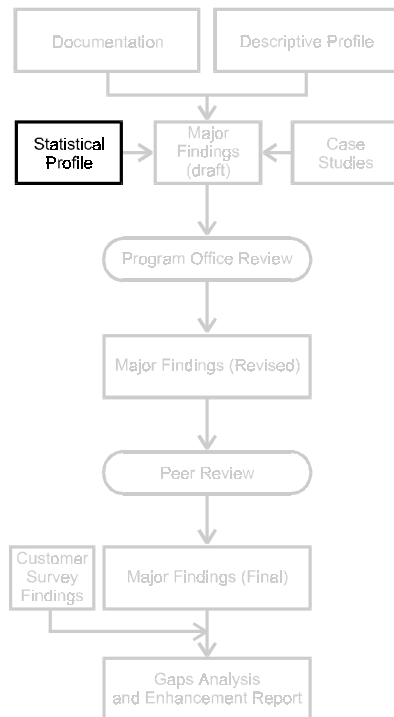 Documentation
Descriptive Profile
Statistical
Profile
Major
Findings
(draft)
Case
Studies
Program Office Review
Major Findings (Revised)
Peer Review
Customer
Survey
Findings
Major Findings (Final)
Gaps Analysis
and Enhancement Report